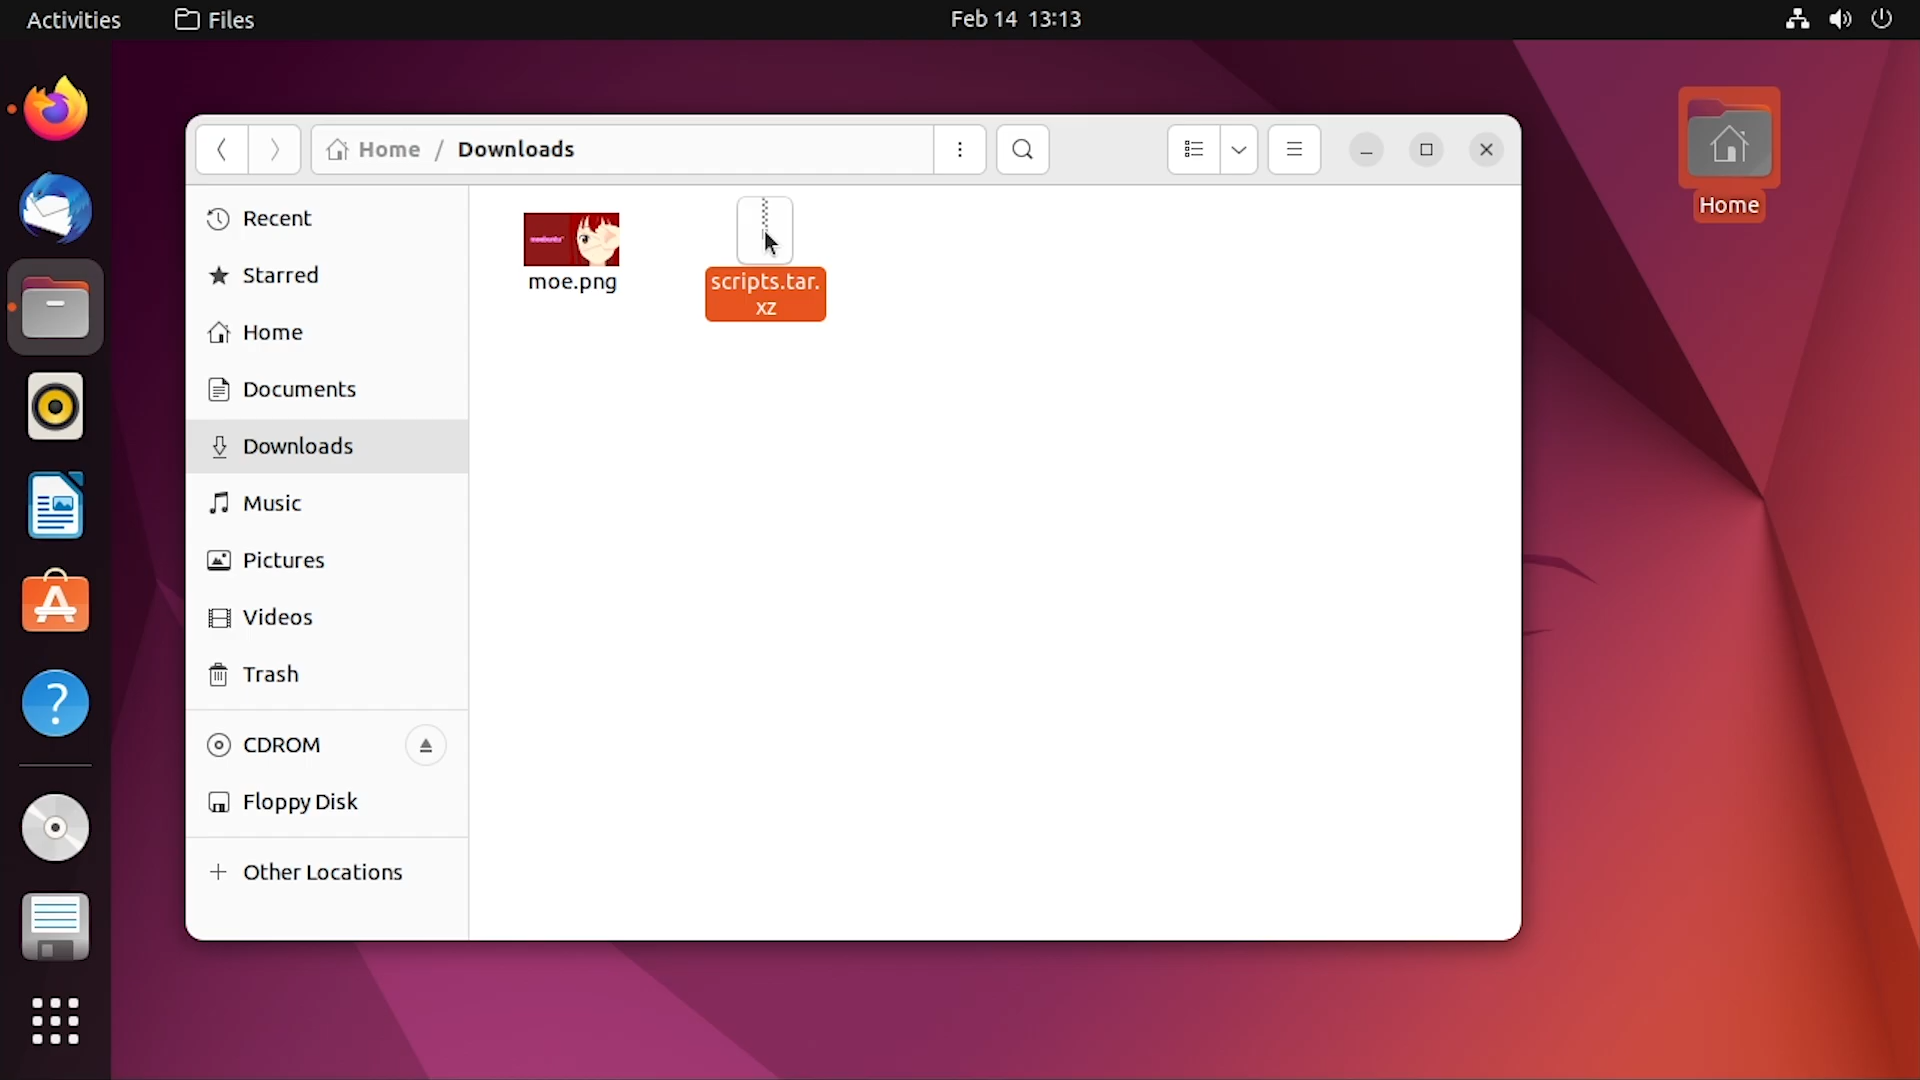 Activities
Files
Feb 14 13:13
Home / Downloads
Home
Recent
Starred
Home
Documents
Downloads
Music
Pictures
Videos
Trash
CDROM
Floppy Disk
Other Locations
moe.png
scripts.tar.
xz